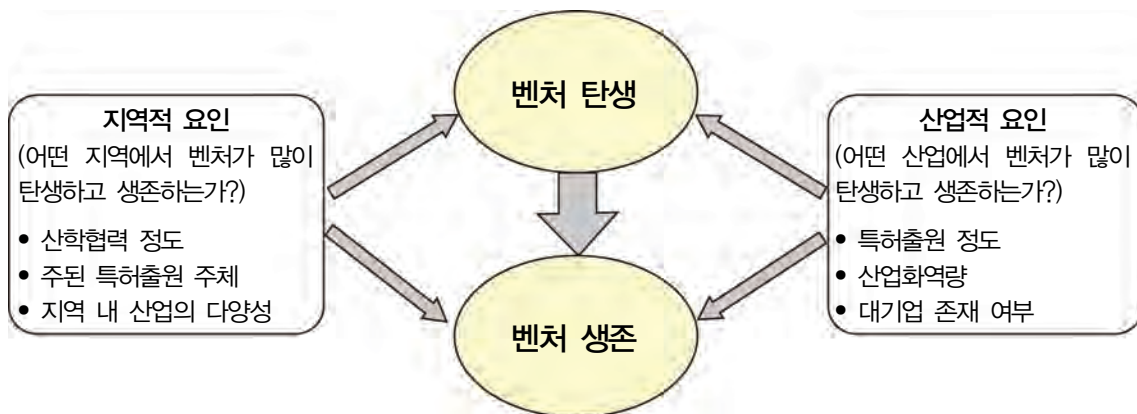 벤처 탄생
지역적 요인
(어떤 지역에서 벤처가 많이
탄생하고 생존하는가?)
• 산학협력 정도
• 주된 특허출원 주체
• 지역 내 산업의 다양성
산업적 요인
(어떤 산업에서 벤처가 많이
탄생하고 생존하는가?)
• 특허출원 정도
• 산업화역량
• 대기업 존재 여부
벤처 생존